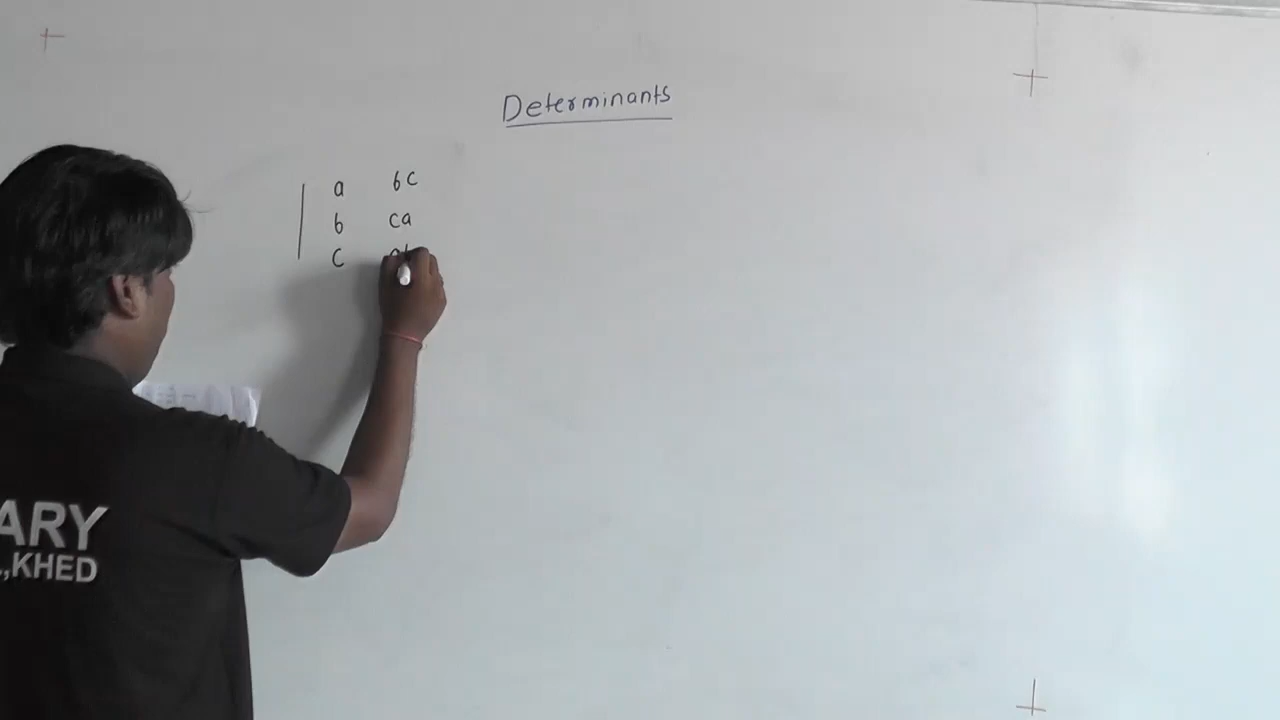 Determinants
a bc
b ca
c
ARY
,KHED